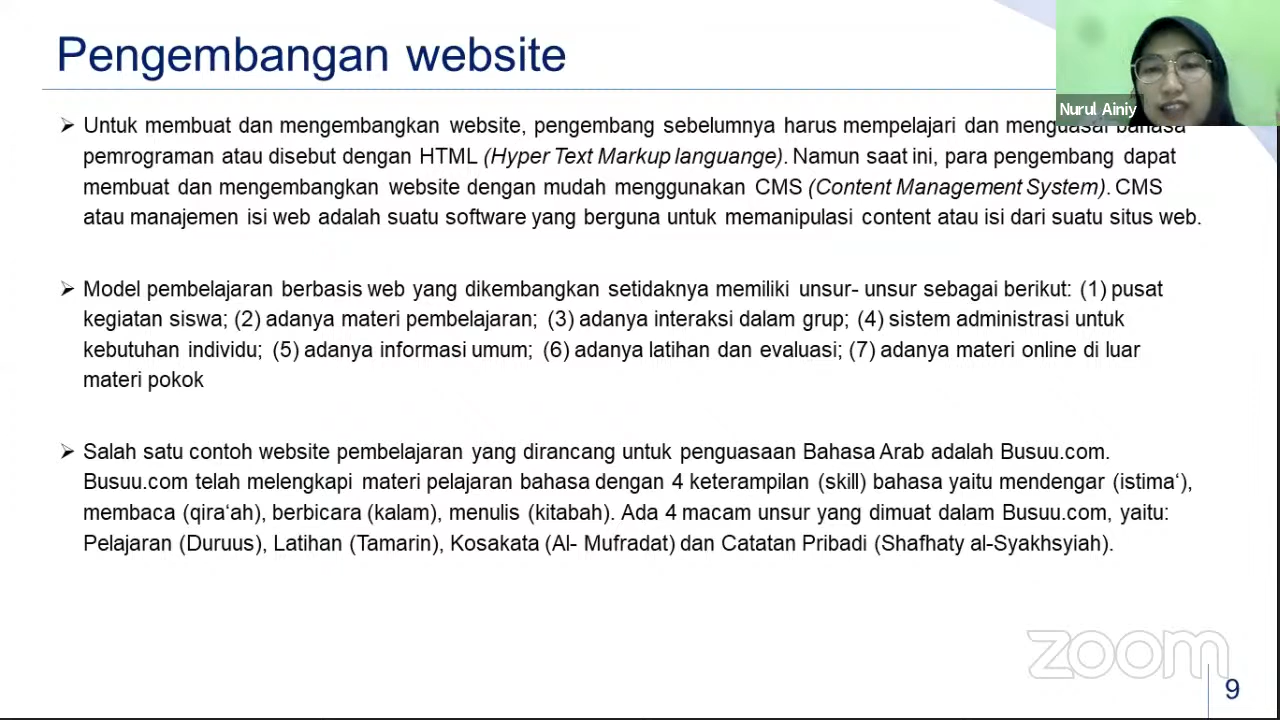 Pengembangan website
Nurul Ainiy
➢ Untuk membuat dan mengembangkan website, pengembang sebelumnya harus mempelajari dan menguasai bahasa
pemrograman atau disebut dengan HTML (Hyper Text Markup languange). Namun saat ini, para pengembang dapat
membuat dan mengembangkan website dengan mudah menggunakan CMS (Content Management System). CMS
atau manajemen isi web adalah suatu software yang berguna untuk memanipulasi content atau isi dari suatu situs web.
➢ Model pembelajaran berbasis web yang dikembangkan setidaknya memiliki unsur- unsur sebagai berikut: (1) pusat
kegiatan siswa; (2) adanya materi pembelajaran; (3) adanya interaksi dalam grup; (4) sistem administrasi untuk
kebutuhan individu; (5) adanya informasi umum; (6) adanya latihan dan evaluasi; (7) adanya materi online di luar
materi pokok
➢ Salah satu contoh website pembelajaran yang dirancang untuk penguasaan Bahasa Arab adalah Busuu.com.
Busuu.com telah melengkapi materi pelajaran bahasa dengan 4 keterampilan (skill) bahasa yaitu mendengar (istima‘),
membaca (qira‘ah), berbicara (kalam), menulis (kitabah). Ada 4 macam unsur yang dimuat dalam Busuu.com, yaitu:
Pelajaran (Duruus), Latihan (Tamarin), Kosakata (Al- Mufradat) dan Catatan Pribadi (Shafhaty al-Syakhsyiah).
zoom
9